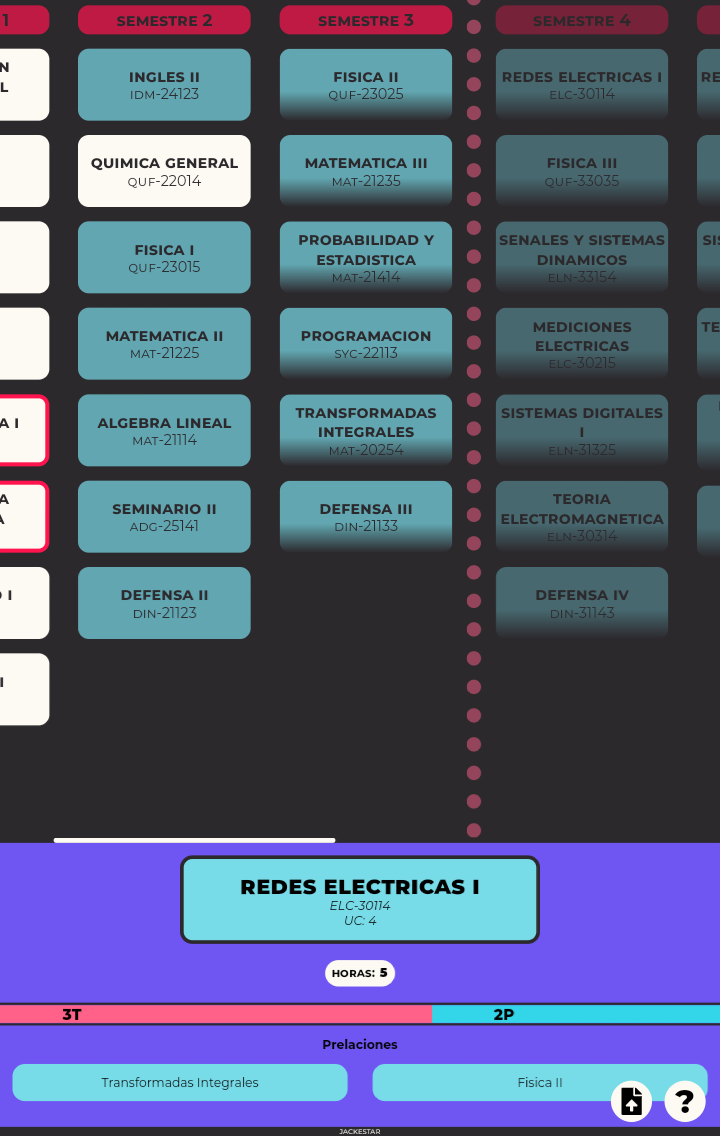 1
SEMESTRE 2
SEMESTRE 3
SEMESTRE 4
N
L
INGLES II
IDM-24123
FISICA II
QUF-23025
REDES ELECTRICAS I
ELC-30114
RE
QUIMICA GENERAL
QUF-22014
MATEMATICA III
MAT-21235
FISICA III
QUF-33035
FISICA I
QUF-23015
PROBABILIDAD Y
ESTADISTICA
MAT-21414
SENALES Y SISTEMAS
DINAMICOS
ELN-33154
SIS
MATEMATICA II
MAT-21225
PROGRAMACION
SYC-22113
MEDICIONES
ELECTRICAS
ELC-30215
TE
A I
ALGEBRA LINEAL
MAT-21114
TRANSFORMADAS
INTEGRALES
MAT-20254
SISTEMAS DIGITALES
I
ELN-31325
A
A
SEMINARIO II
ADG-25141
DEFENSA III
DIN-21133
TEORIA
ELECTROMAGNETICA
ELN-30314
O I
DEFENSA II
DIN-21123
DEFENSA IV
DIN-31143
I
REDES ELECTRICAS I
ELC-30114
UC: 4
HORAS: 5
3T
2P
Prelaciones
Transformadas Integrales
Fisica II
?
JACKESTAR